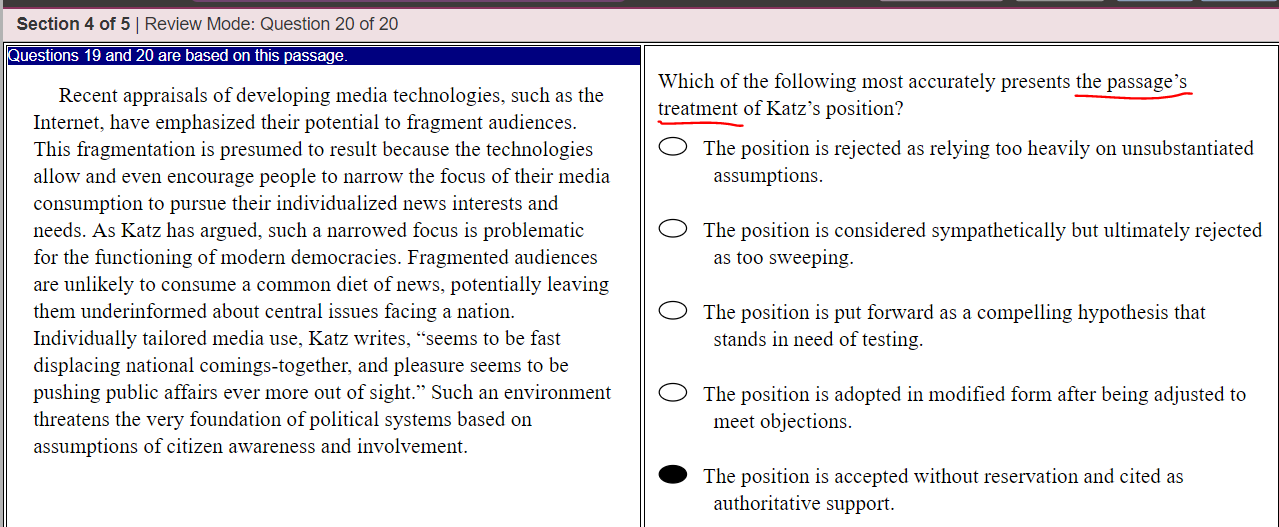 Section 4 of 5 | Review Mode: Question 20 of 20
Questions 19 and 20 are based on this passage.
Recent appraisals of developing media technologies, such as the
Internet, have emphasized their potential to fragment audiences.
This fragmentation is presumed to result because the technologies
allow and even encourage people to narrow the focus of their media
consumption to pursue their individualized news interests and
needs. As Katz has argued, such a narrowed focus is problematic
for the functioning of modern democracies. Fragmented audiences
are unlikely to consume a common diet of news, potentially leaving
them underinformed about central issues facing a nation.
Individually tailored media use, Katz writes, “seems to be fast
displacing national comings-together, and pleasure seems to be
pushing public affairs ever more out of sight.” Such an environment
threatens the very foundation of political systems based on
assumptions of citizen awareness and involvement.
Which of the following most accurately presents the passage’s
treatment of Katz’s position?
The position is rejected as relying too heavily on unsubstantiated
assumptions.
The position is considered sympathetically but ultimately rejected
as too sweeping.
The position is put forward as a compelling hypothesis that
stands in need of testing.
The position is adopted in modified form after being adjusted to
meet objections.
The position is accepted without reservation and cited as
authoritative support.